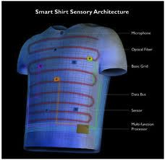 Smart Shirt Sensory Architecture
Microphone
Optical Fiber
Basic Grid
Data Bus
Sensor
Multi-function
Processor